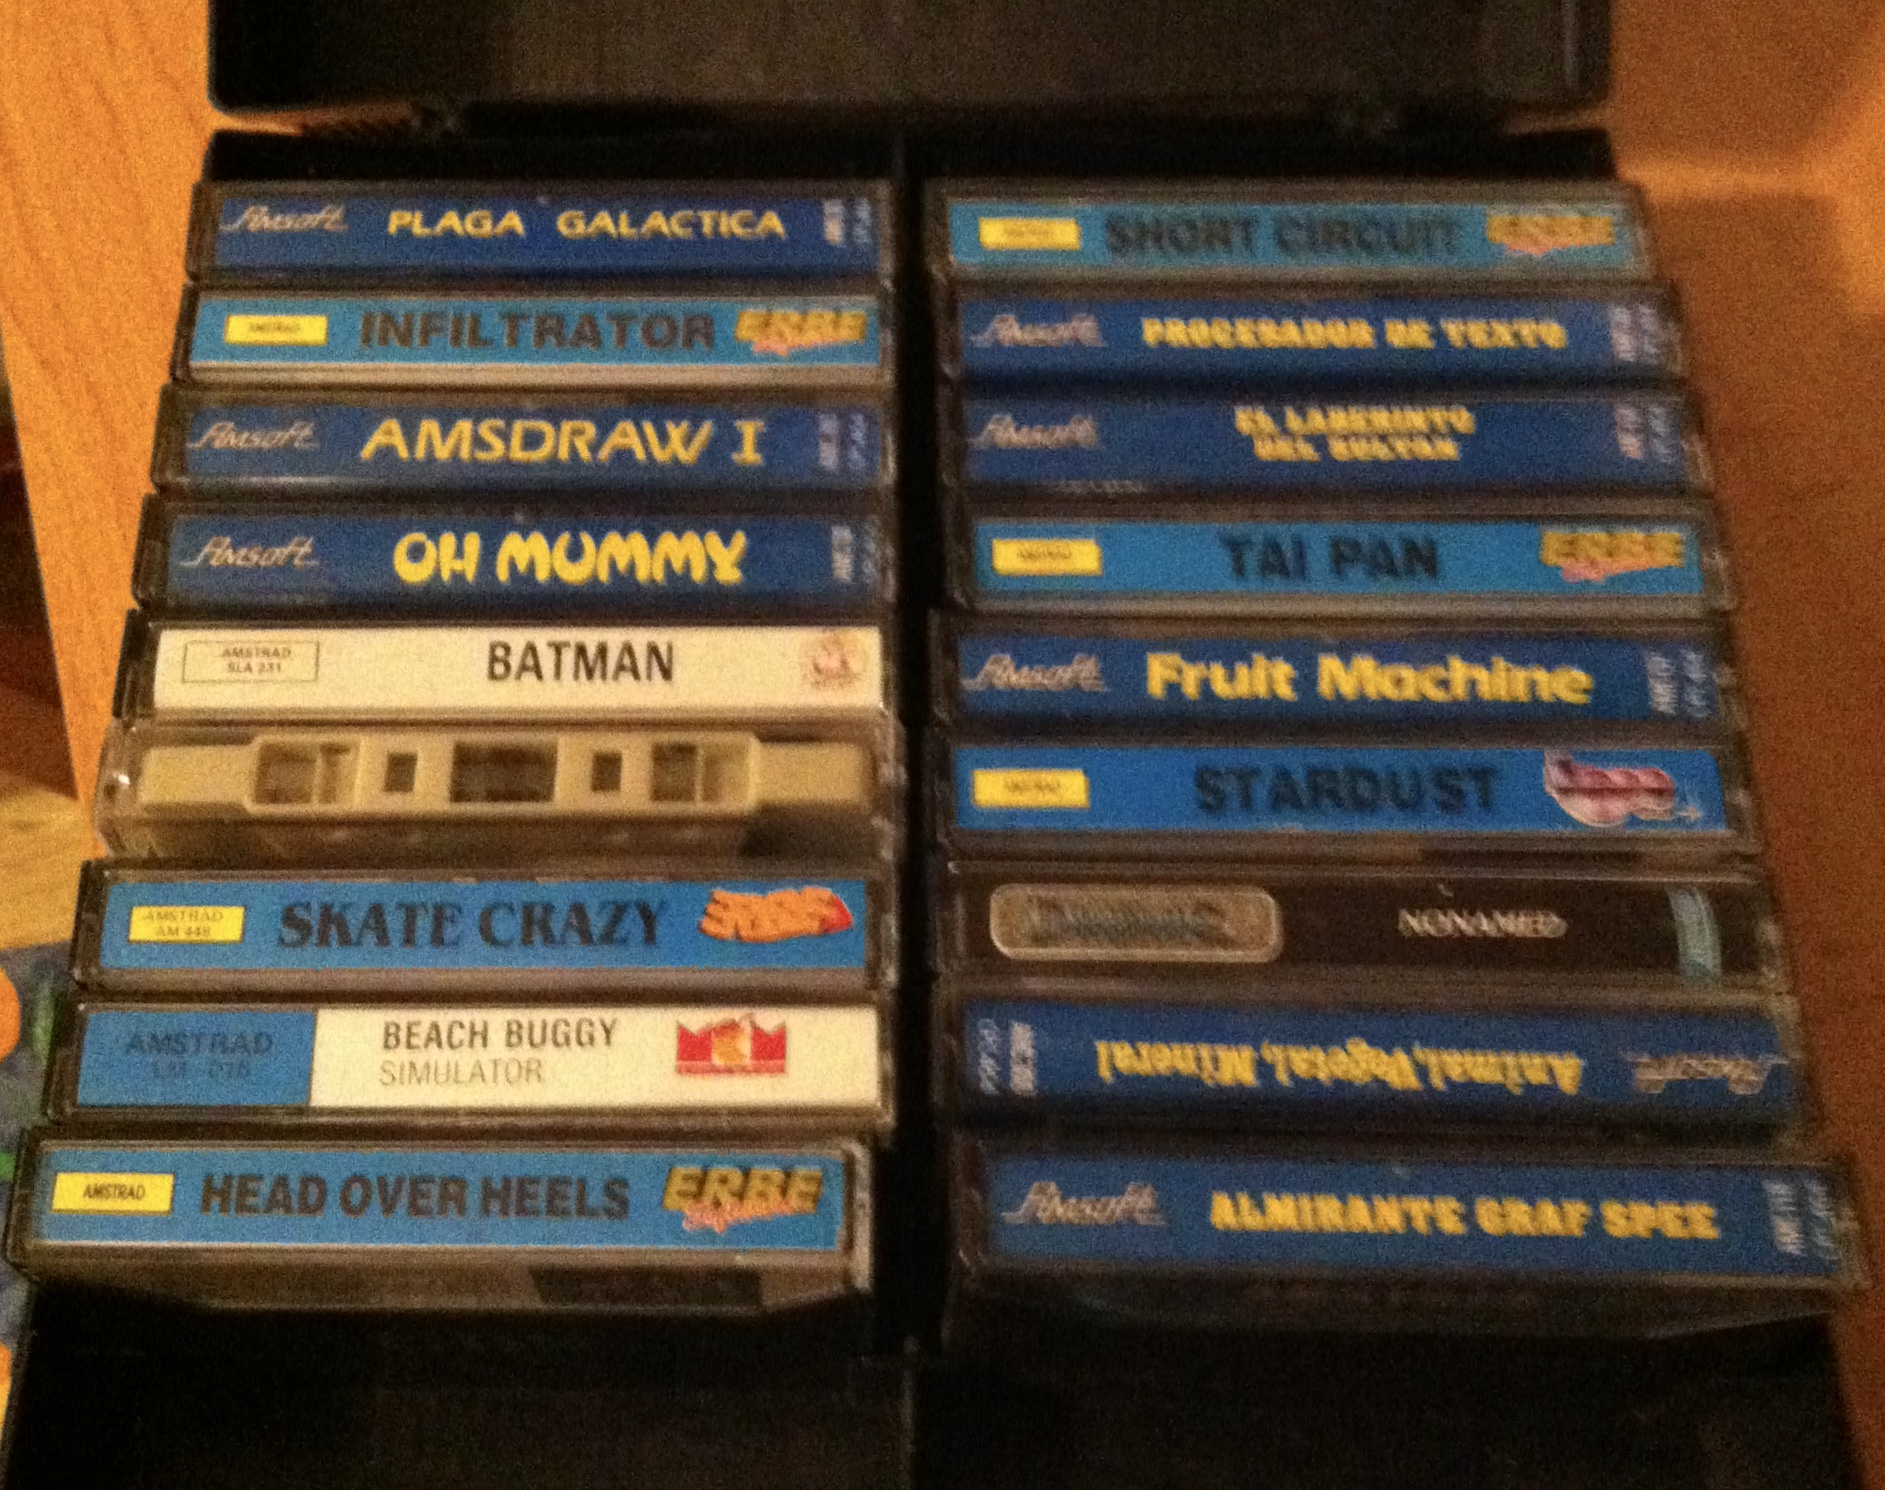 Amsoft PLAGA GALACTICA
AMSTRAD INFILTRATOR ERBE
Amsoft AMSDRAW I
Amsoft OH MUMMY
AMSTRAD
SLA 231
BATMAN
AMSTRAD
AM 448
SKATE CRAZY ERBE
AMSTRAD
BEACH BUGGY
SIMULATOR
AMSTRAD HEAD OVER HEELS ERBE
SHORT CIRCUIT ERBE
Amsoft PROCESADOR DE TEXTO
Amsoft EL LABERINTO
DEL SULTAN
TAI PAN ERBE
Amsoft Fruit Machine
STARDUST
NONAMED
Amsoft Animal, Vegetal, Mineral
Amsoft ALMIRANTE GRAF SPEE